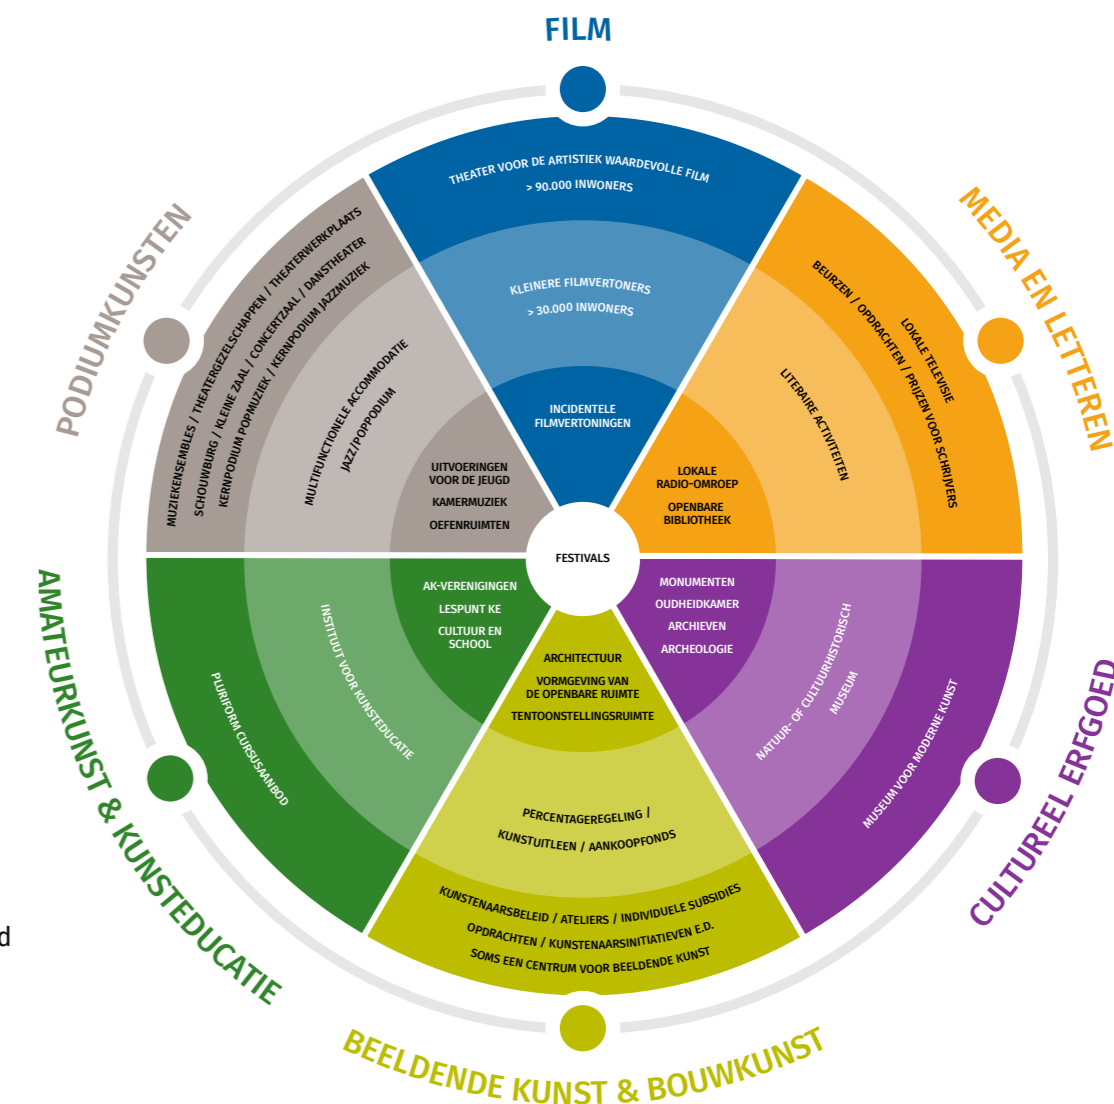 FILM
THEATER VOOR DE ARTISTIEK WAARDEVOLLE FILM
> 90.000 INWONERS
KLEINERE FILMVERTONERS
> 30.000 INWONERS
INCIDENTELE
FILMVERTONINGEN
MEDIA EN LETTEREN
LOKALE TELEVISIE
BEURZEN / OPDRACHTEN / PRIJZEN VOOR SCHRIJVERS
LITERAIRE ACTIVITEITEN
LOKALE
RADIO-OMROEP
OPENBARE
BIBLIOTHEEK
CULTUREEL ERFGOED
MONUMENTEN
OUDHEIDKAMER
ARCHIEVEN
ARCHEOLOGIE
NATUUR- OF CULTUURHISTORISCH
MUSEUM
MUSEUM VOOR MODERNE KUNST
BEELDENDE KUNST & BOUWKUNST
ARCHITECTUUR
VORMGEVING VAN
DE OPENBARE RUIMTE
TENTOONSTELLINGSRUIMTE
PERCENTAGEREGELING /
KUNSTUITLEEN / AANKOOPFONDS
KUNSTENAARSBELEID / ATELIERS / INDIVIDUELE SUBSIDIES
OPDRACHTEN / KUNSTENAARSINITIATIEVEN E.D.
SOMS EEN CENTRUM VOOR BEELDENDE KUNST
AMATEURKUNST & KUNSTEDUCATIE
AK-VERENIGINGEN
LESPUNT KE
CULTUUR EN
SCHOOL
INSTITUUT VOOR KUNSTEDUCATIE
PLURIFORM CURSUSAANBOD
d
PODIUMKUNSTEN
MUZIEKENSEMBLES / THEATERGEZELSCHAPPEN / THEATERWERKPLAATS
SCHOUWBURG / KLEINE ZAAL / CONCERTZAAL / DANSTHEATER
KERNPODIUM POPMUZIEK / KERNPODIUM JAZZMUZIEK
MULTIFUNCTIONELE ACCOMMODATIE
JAZZ/POPPODIUM
UITVOERINGEN
VOOR DE JEUGD
KAMERMUZIEK
OEFENRUIMTEN
FESTIVALS